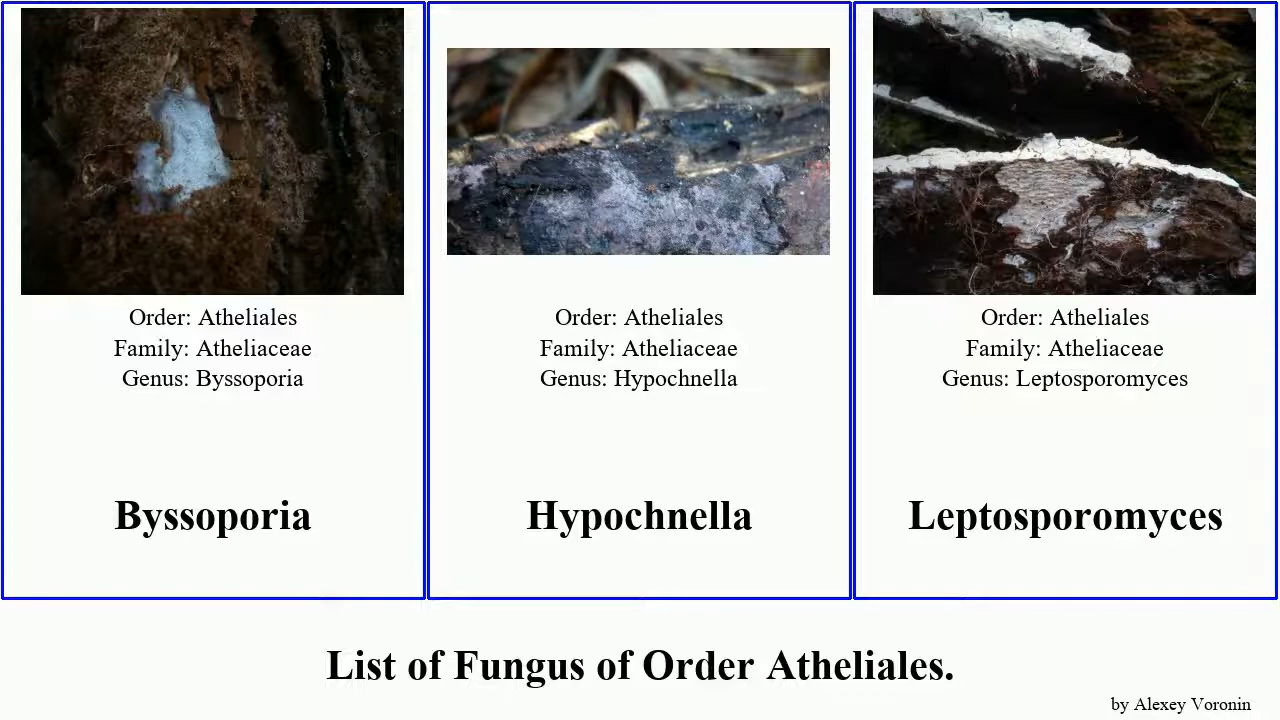 Order: Atheliales
Family: Atheliaceae
Genus: Byssoporia
Byssoporia
Order: Atheliales
Family: Atheliaceae
Genus: Hypochnella
Hypochnella
Order: Atheliales
Family: Atheliaceae
Genus: Leptosporomyces
Leptosporomyces
List of Fungus of Order Atheliales.
by Alexey Voronin